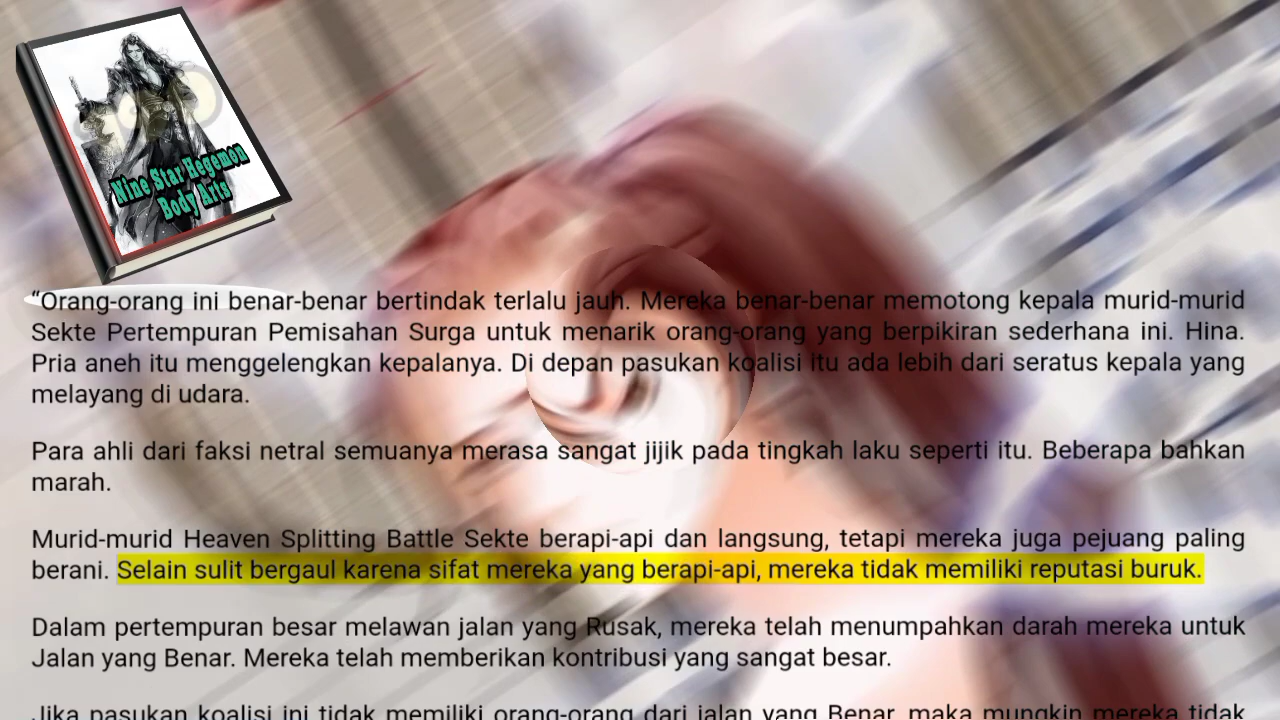 Nine Star Hegemon
Body Arts
“Orang-orang ini benar-benar bertindak terlalu jauh. Mereka benar-benar memotong kepala murid-murid
Sekte Pertempuran Pemisahan Surga untuk menarik orang-orang yang berpikiran sederhana ini. Hina.
Pria aneh itu menggelengkan kepalanya. Di depan pasukan koalisi itu ada lebih dari seratus kepala yang
melayang di udara.
Para ahli dari faksi netral semuanya merasa sangat jijik pada tingkah laku seperti itu. Beberapa bahkan
marah.
Murid-murid Heaven Splitting Battle Sekte berapi-api dan langsung, tetapi mereka juga pejuang paling
berani. Selain sulit bergaul karena sifat mereka yang berapi-api, mereka tidak memiliki reputasi buruk.
Dalam pertempuran besar melawan jalan yang Rusak, mereka telah menumpahkan darah mereka untuk
Jalan yang Benar. Mereka telah memberikan kontribusi yang sangat besar.
Jika pasukan koalisi ini tidak memiliki orang-orang dari jalan yang Benar, maka mungkin mereka tidak